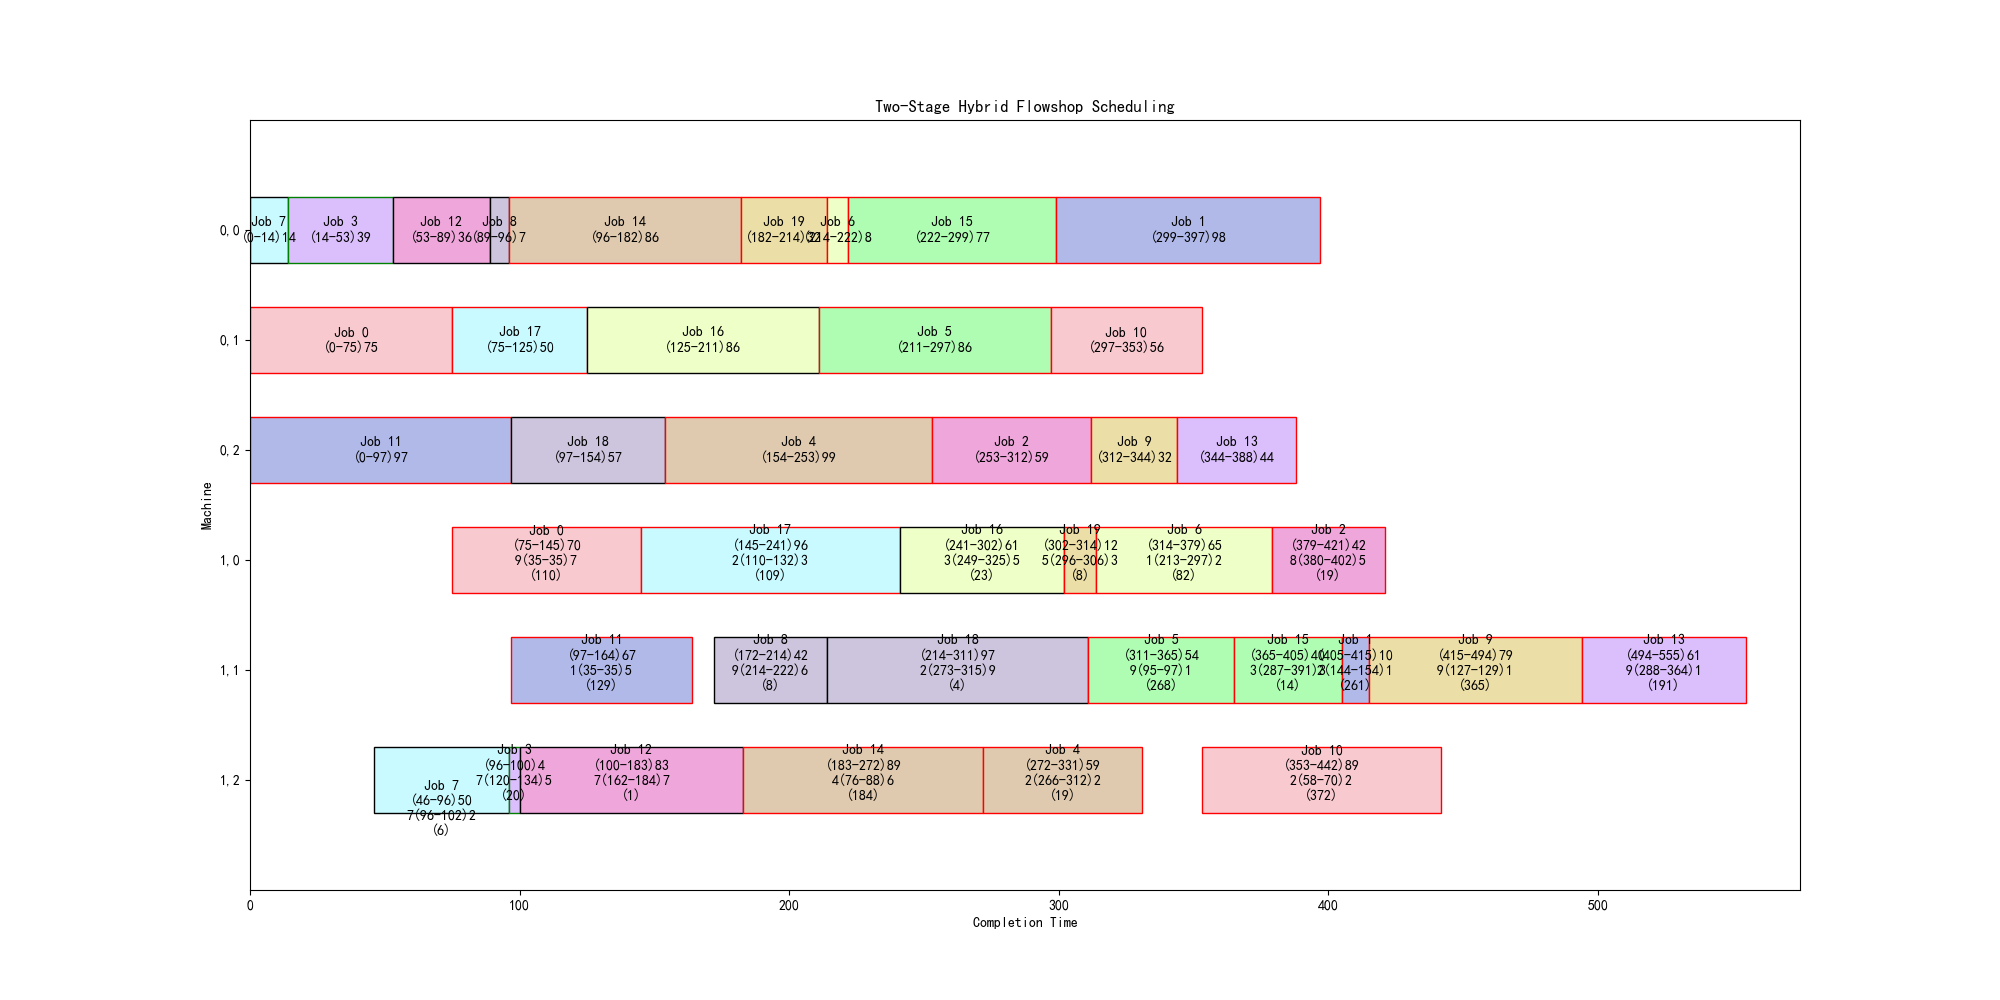 Two-Stage Hybrid Flowshop Scheduling
Machine
0,0
Job 7
(0-14)14
Job 3
(14-53)39
Job 12
(53-89)36
Job 8
(89-96)7
Job 14
(96-182)86
Job 19
(182-214)32
Job 6
(214-222)8
Job 15
(222-299)77
Job 1
(299-397)98
0,1
Job 0
(0-75)75
Job 17
(75-125)50
Job 16
(125-211)86
Job 5
(211-297)86
Job 10
(297-353)56
0,2
Job 11
(0-97)97
Job 18
(97-154)57
Job 4
(154-253)99
Job 2
(253-312)59
Job 9
(312-344)32
Job 13
(344-388)44
1,0
Job 0
(75-145)70
9(35-35)7
(110)
Job 17
(145-241)96
2(110-132)3
(109)
Job 16
(241-302)61
3(249-325)5
(23)
Job 19
(302-314)12
5(296-306)3
(8)
Job 6
(314-379)65
1(213-297)2
(82)
Job 2
(379-421)42
8(380-402)5
(19)
1,1
Job 11
(97-164)67
1(35-35)5
(129)
Job 8
(172-214)42
9(214-222)6
(8)
Job 18
(214-311)97
2(273-315)9
(4)
Job 5
(311-365)54
9(95-97)1
(268)
Job 15
(365-405)40
3(287-391)
(14)
Job 1
(405-415)10
(144-154)1
(261)
Job 9
(415-494)79
9(127-129)1
(365)
Job 13
(494-555)61
9(288-364)1
(191)
1,2
Job 7
(46-96)50
7(96-102)2
(6)
Job 3
(96-100)4
7(120-134)5
(20)
Job 12
(100-183)83
7(162-184)7
(1)
Job 14
(183-272)89
4(76-88)6
(184)
Job 4
(272-331)59
2(266-312)2
(19)
Job 10
(353-442)89
2(58-70)2
(372)
0
100
200
300
400
500
Completion Time